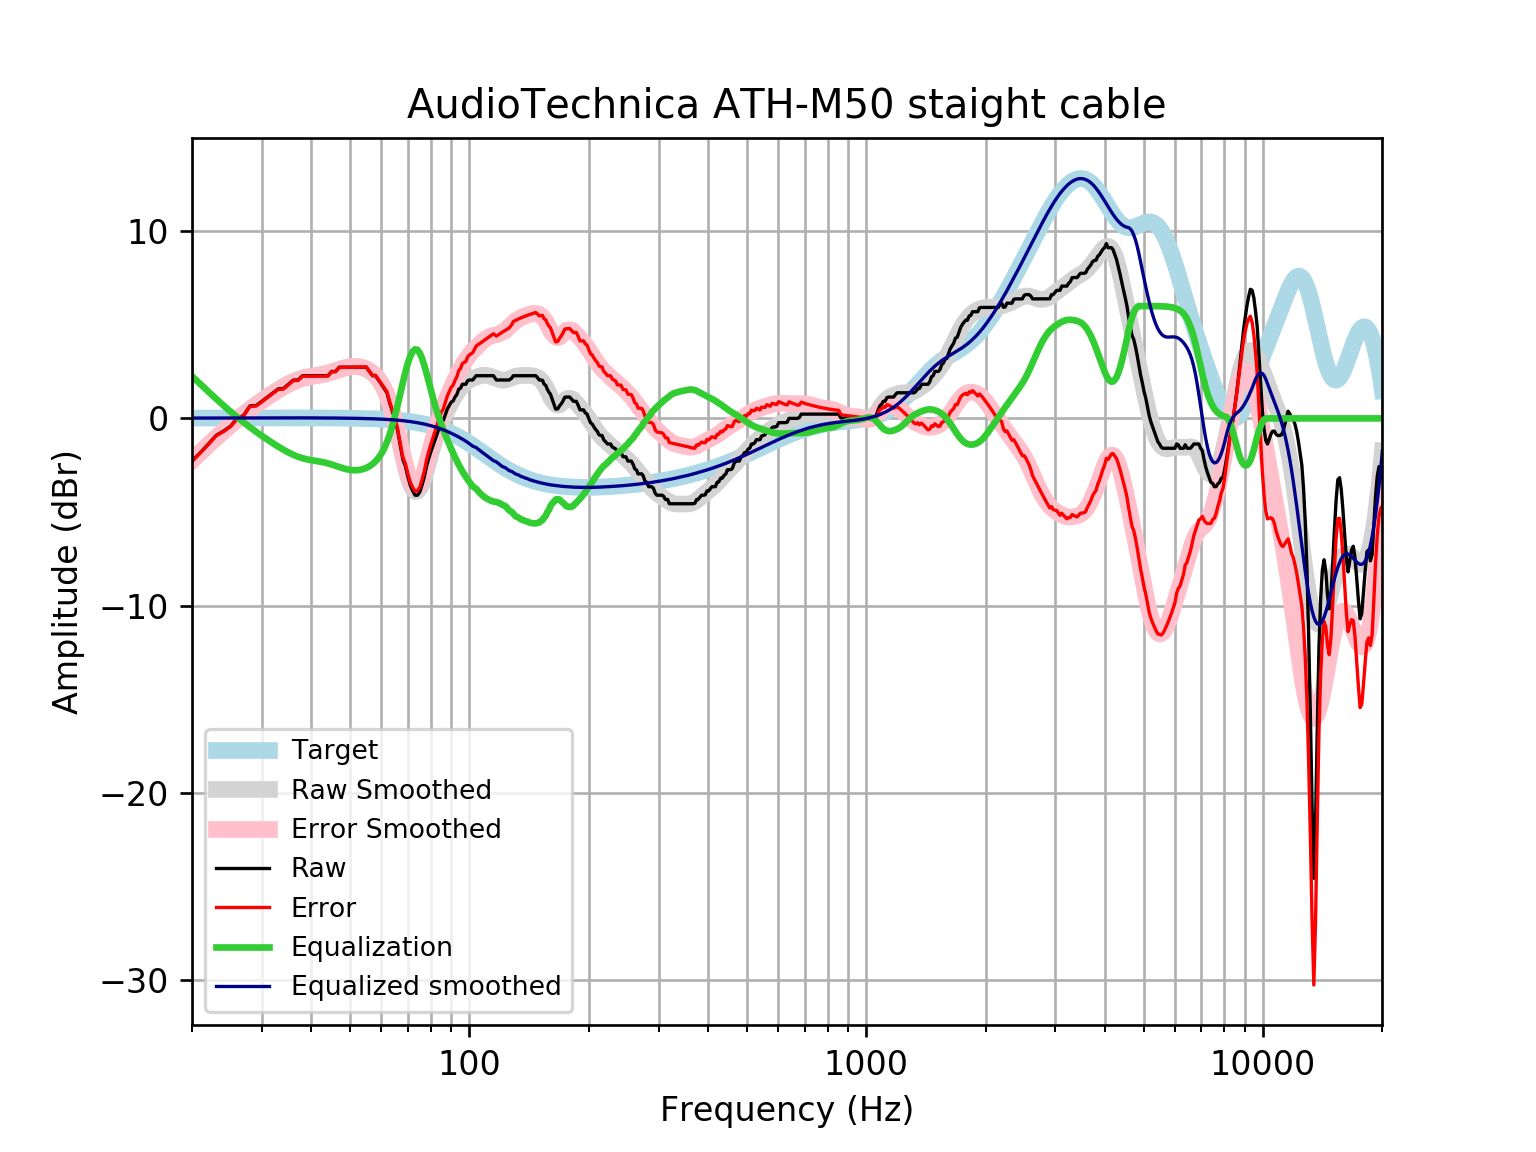 AudioTechnica ATH-M50 staight cable
Amplitude (dBr)
10
0
−10
−20
−30
Target
Raw Smoothed
Error Smoothed
Raw
Error
Equalization
Equalized smoothed
100 1000 10000
Frequency (Hz)